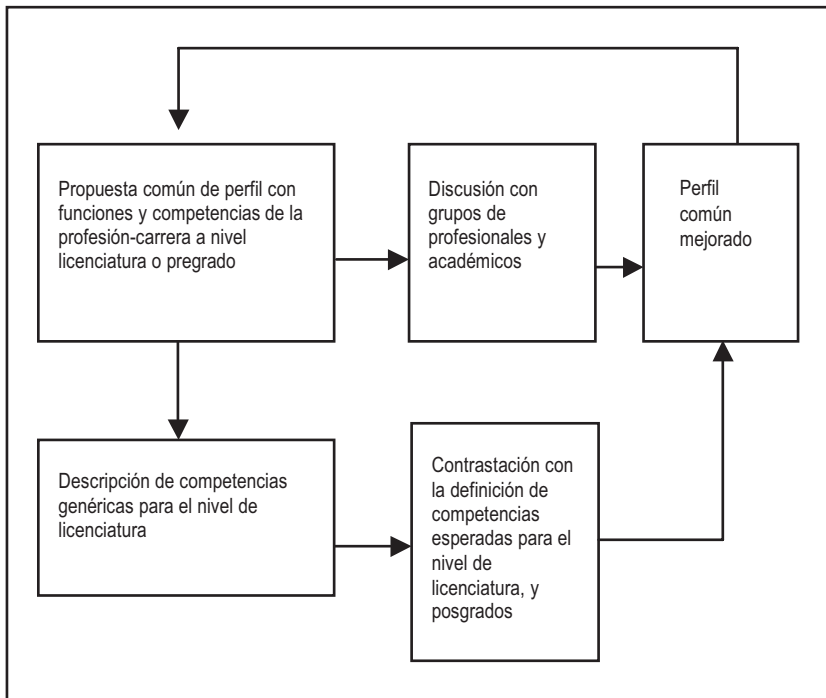 Propuesta común de perfil con
funciones y competencias de la
profesión-carrera a nivel
licenciatura o pregrado
Discusión con
grupos de
profesionales y
académicos
Perfil
común
mejorado
Descripción de competencias
genéricas para el nivel de
licenciatura
Contrastación con
la definición de
competencias
esperadas para el
nivel de
licenciatura, y
posgrados